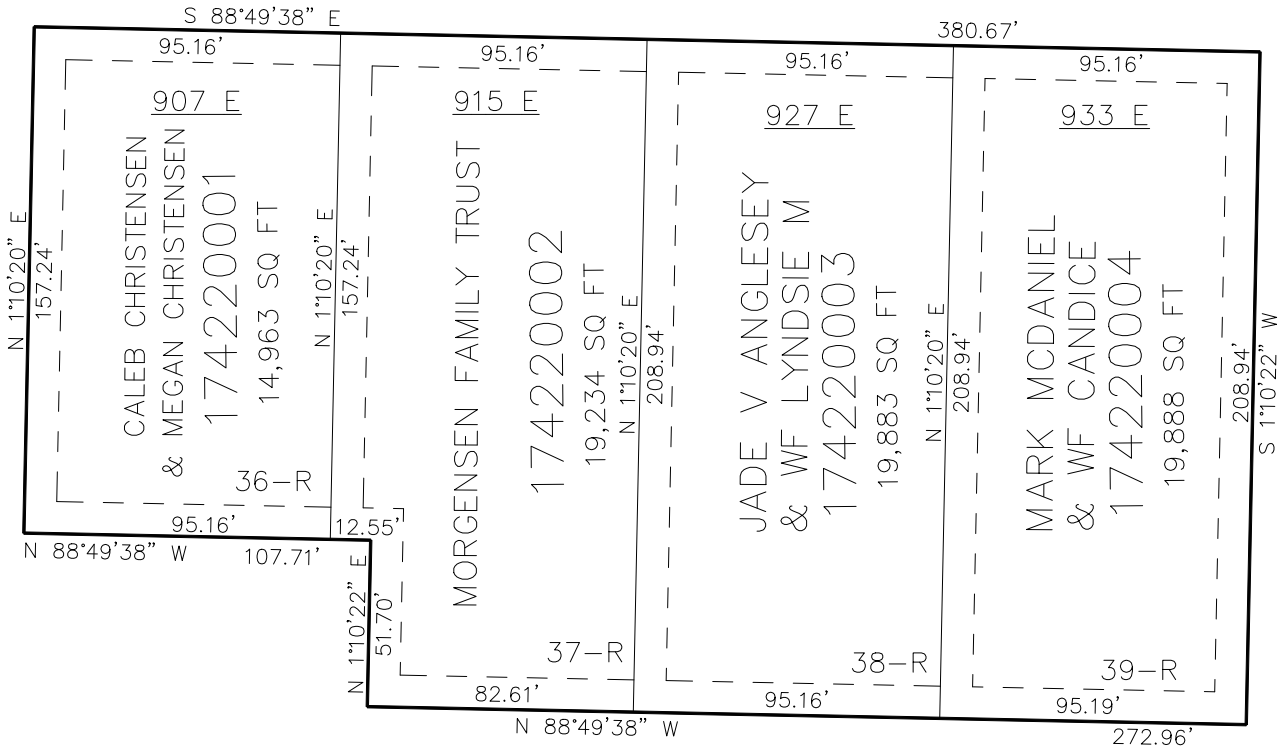 S 88°49'38" E
380.67'
95.16'
95.16'
95.16'
95.16'
907 E
915 E
927 E
933 E
N 1°10'20" E
157.24'
CALEB CHRISTENSEN
& MEGAN CHRISTENSEN
174220001
14,963 SQ FT
36-R
N 1°10'20" E
157.24'
MORGENSEN FAMILY TRUST
174220002
19,234 SQ FT
37-R
N 1°10'20" E
208.94'
JADE V ANGLESEY
& WF LYNDSIE M
174220003
19,883 SQ FT
38-R
N 1°10'20" E
208.94'
MARK MCDANIEL
& WF CANDICE
174220004
19,888 SQ FT
39-R
208.94'
S 1°10'22" W
95.16'
12.55'
N 88°49'38" W
107.71'
N 1°10'22" E
51.70'
82.61'
95.16'
95.19'
N 88°49'38" W
272.96'